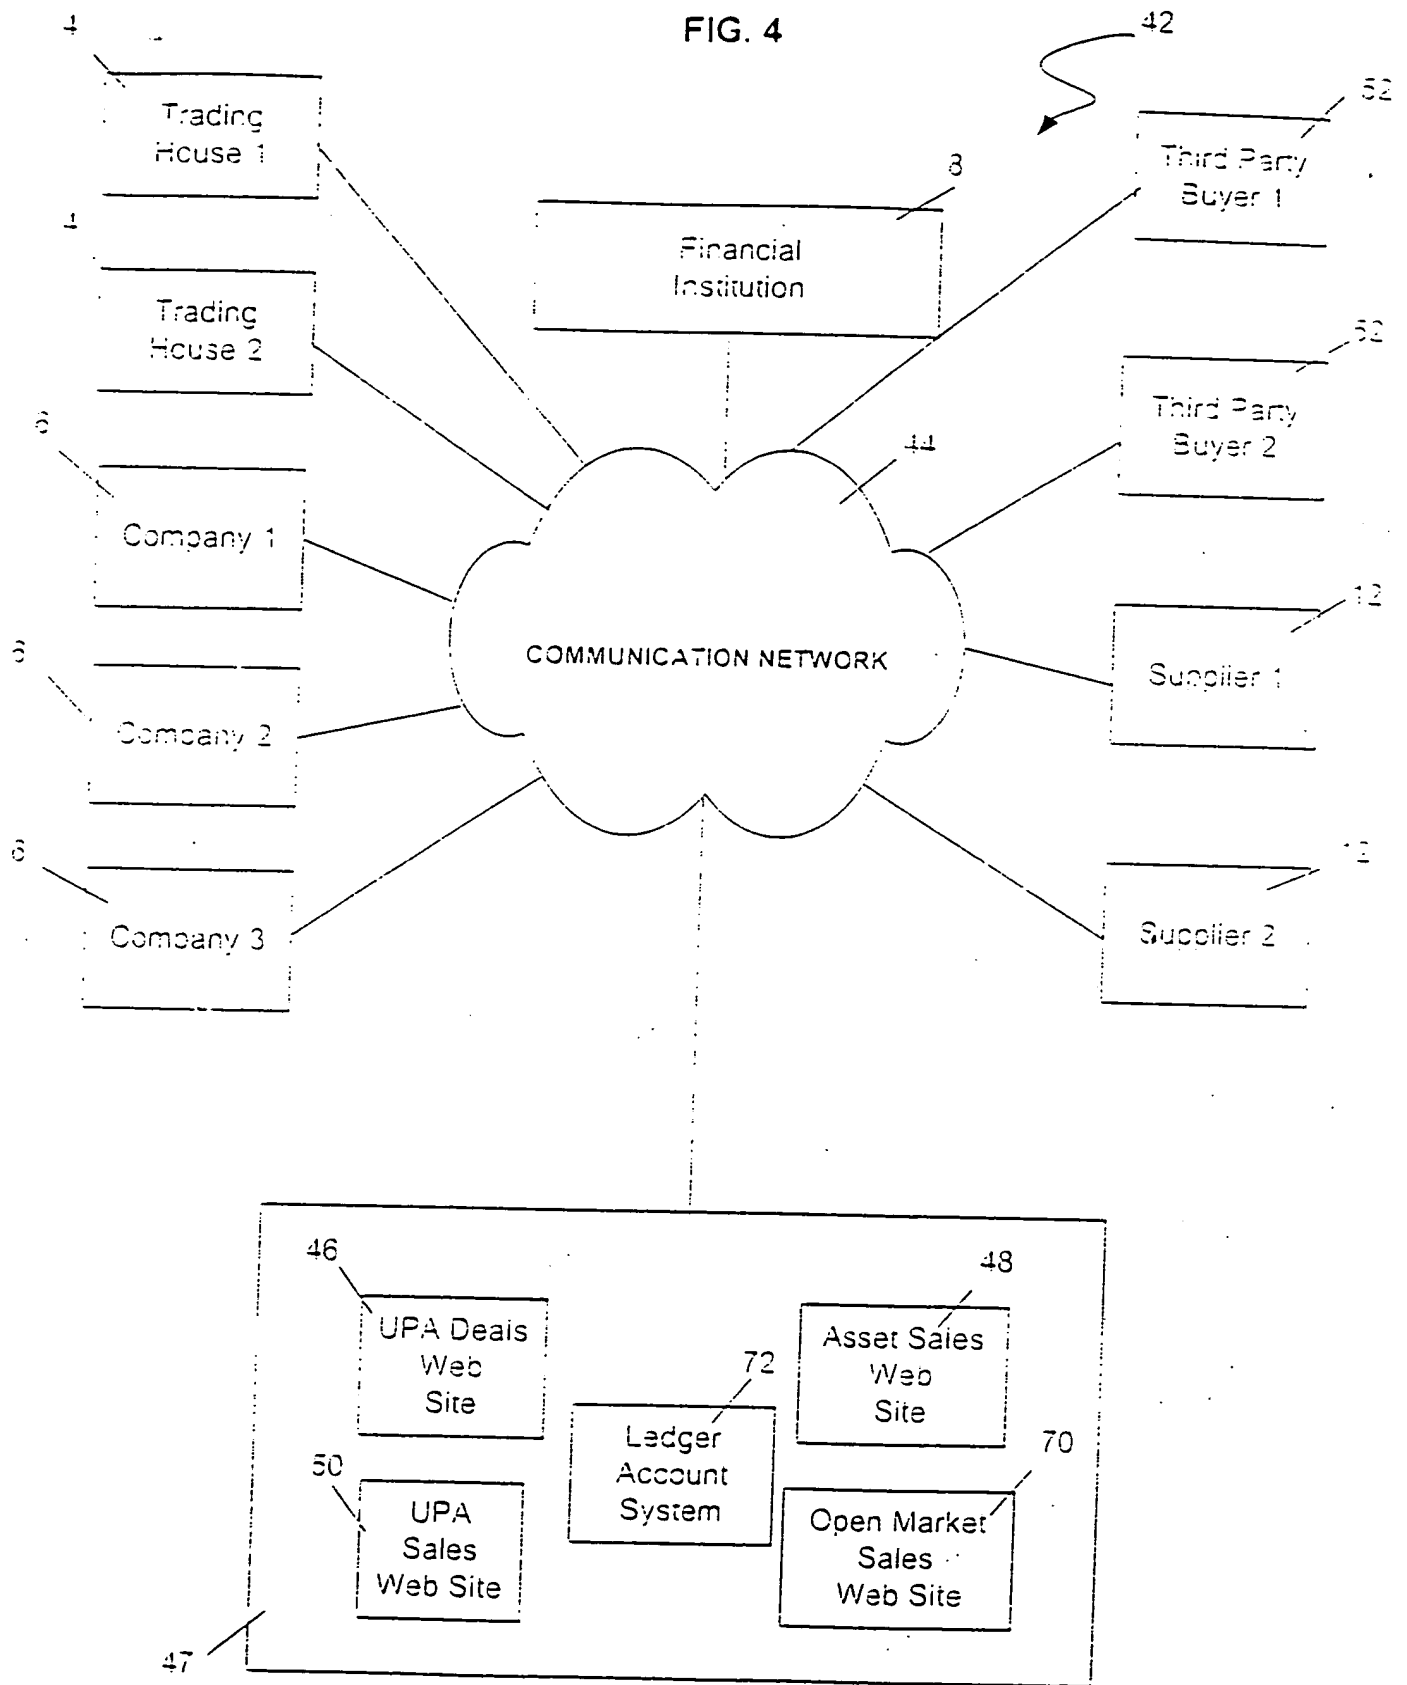 FIG. 4
42
4
Trading
House 1
4
Trading
House 2
6
Company 1
6
Company 2
6
Company 3
8
Financial
Institution
52
Third Party
Buyer 1
52
Third Party
Buyer 2
44
COMMUNICATION NETWORK
12
Supplier 1
12
Supplier 2
46
UPA Deals
Web
Site
48
Asset Sales
Web
Site
72
Ledger
Account
System
50
UPA
Sales
Web Site
70
Open Market
Sales
Web Site
47